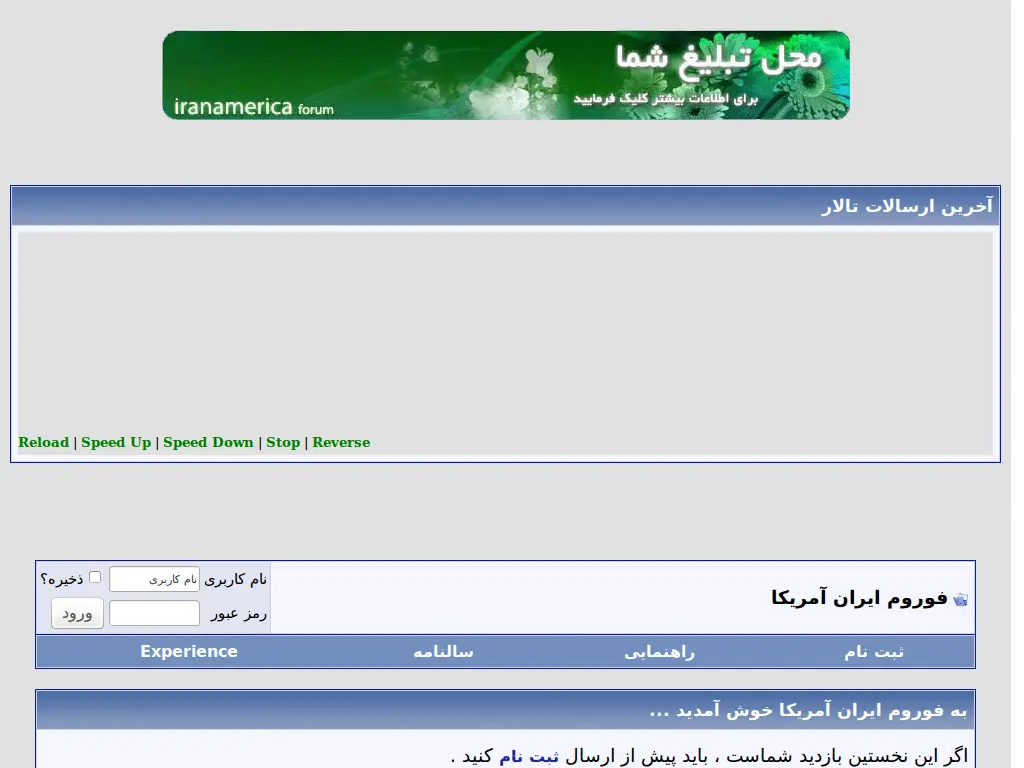 محل تبلیغ شما
برای اطلاعات بیشتر کلیک فرمایید
iranamerica forum
آخرین ارسالات تالار
Reload | Speed Up | Speed Down | Stop | Reverse
فوروم ایران آمریکا
نام کاربری نام کاربری ذخیره؟
رمز عبور ورود
ثبت نام راهنمایی سالنامه Experience
به فوروم ایران آمریکا خوش آمدید ...
اگر این نخستین بازدید شماست ، باید پیش از ارسال ثبت نام کنید .